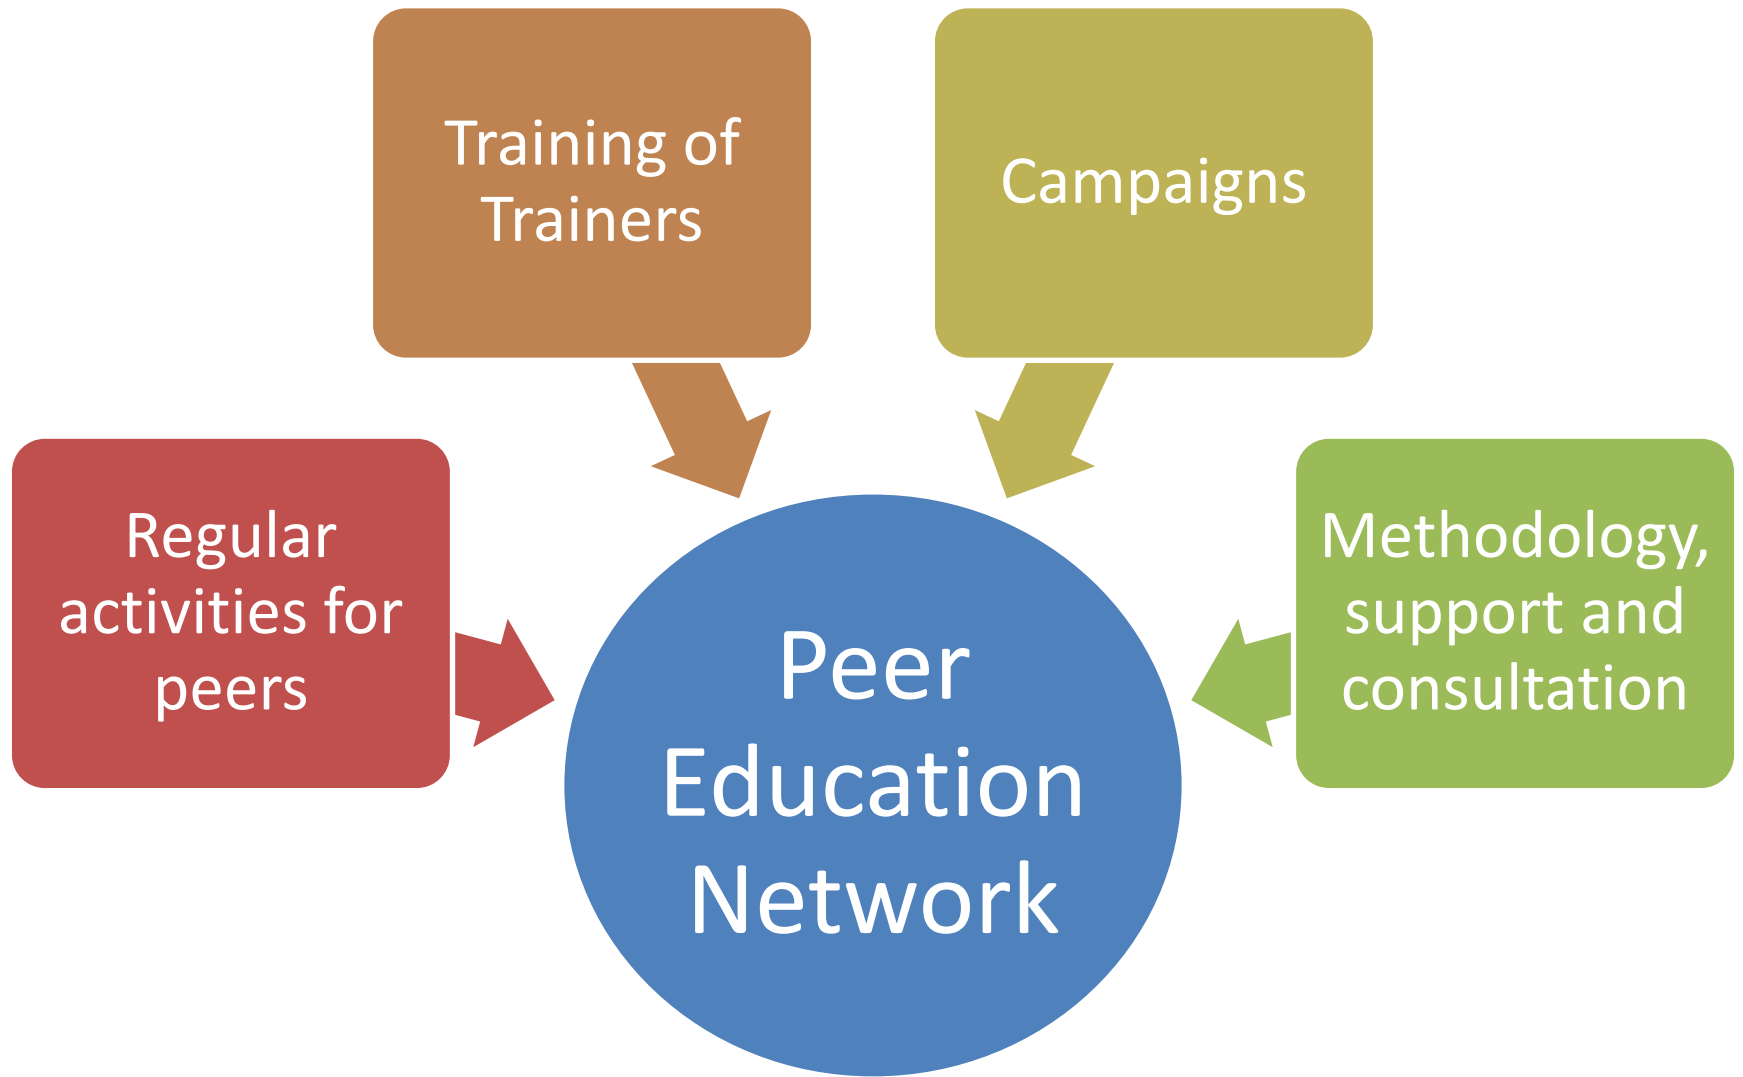 Training of
Trainers
Campaigns
Regular
activities for
peers
Methodology,
support and
consultation
Peer
Education
Network